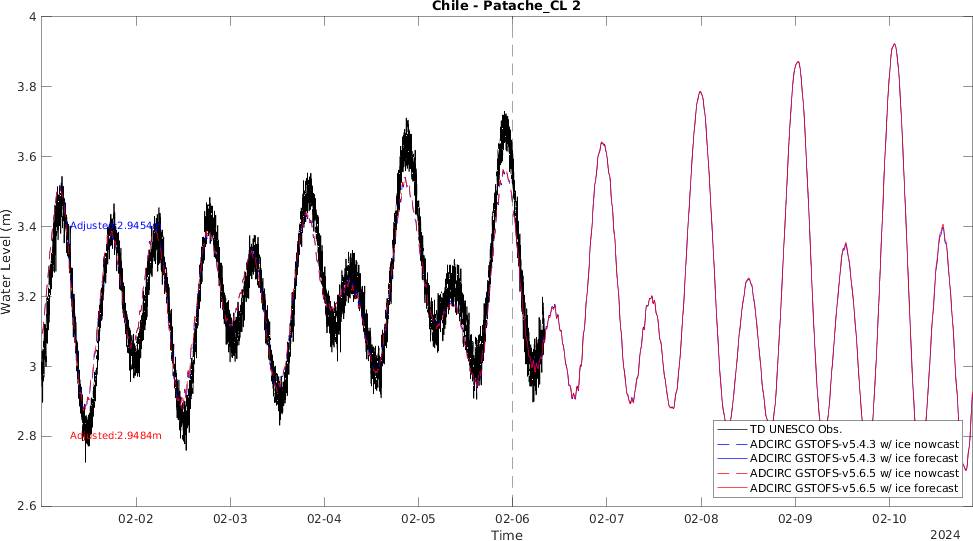 Chile - Patache_CL 2
Water Level (m)
4
3.8
3.6
3.4
3.2
3
2.8
2.6
Adjusted:2.9454m
Adjusted:2.9484m
TD UNESCO Obs.
ADCIRC GSTOFS-v5.4.3 w/ ice nowcast
ADCIRC GSTOFS-v5.4.3 w/ ice forecast
ADCIRC GSTOFS-v5.6.5 w/ ice nowcast
ADCIRC GSTOFS-v5.6.5 w/ ice forecast
02-02 02-03 02-04 02-05 02-06 02-07 02-08 02-09 02-10
Time
2024